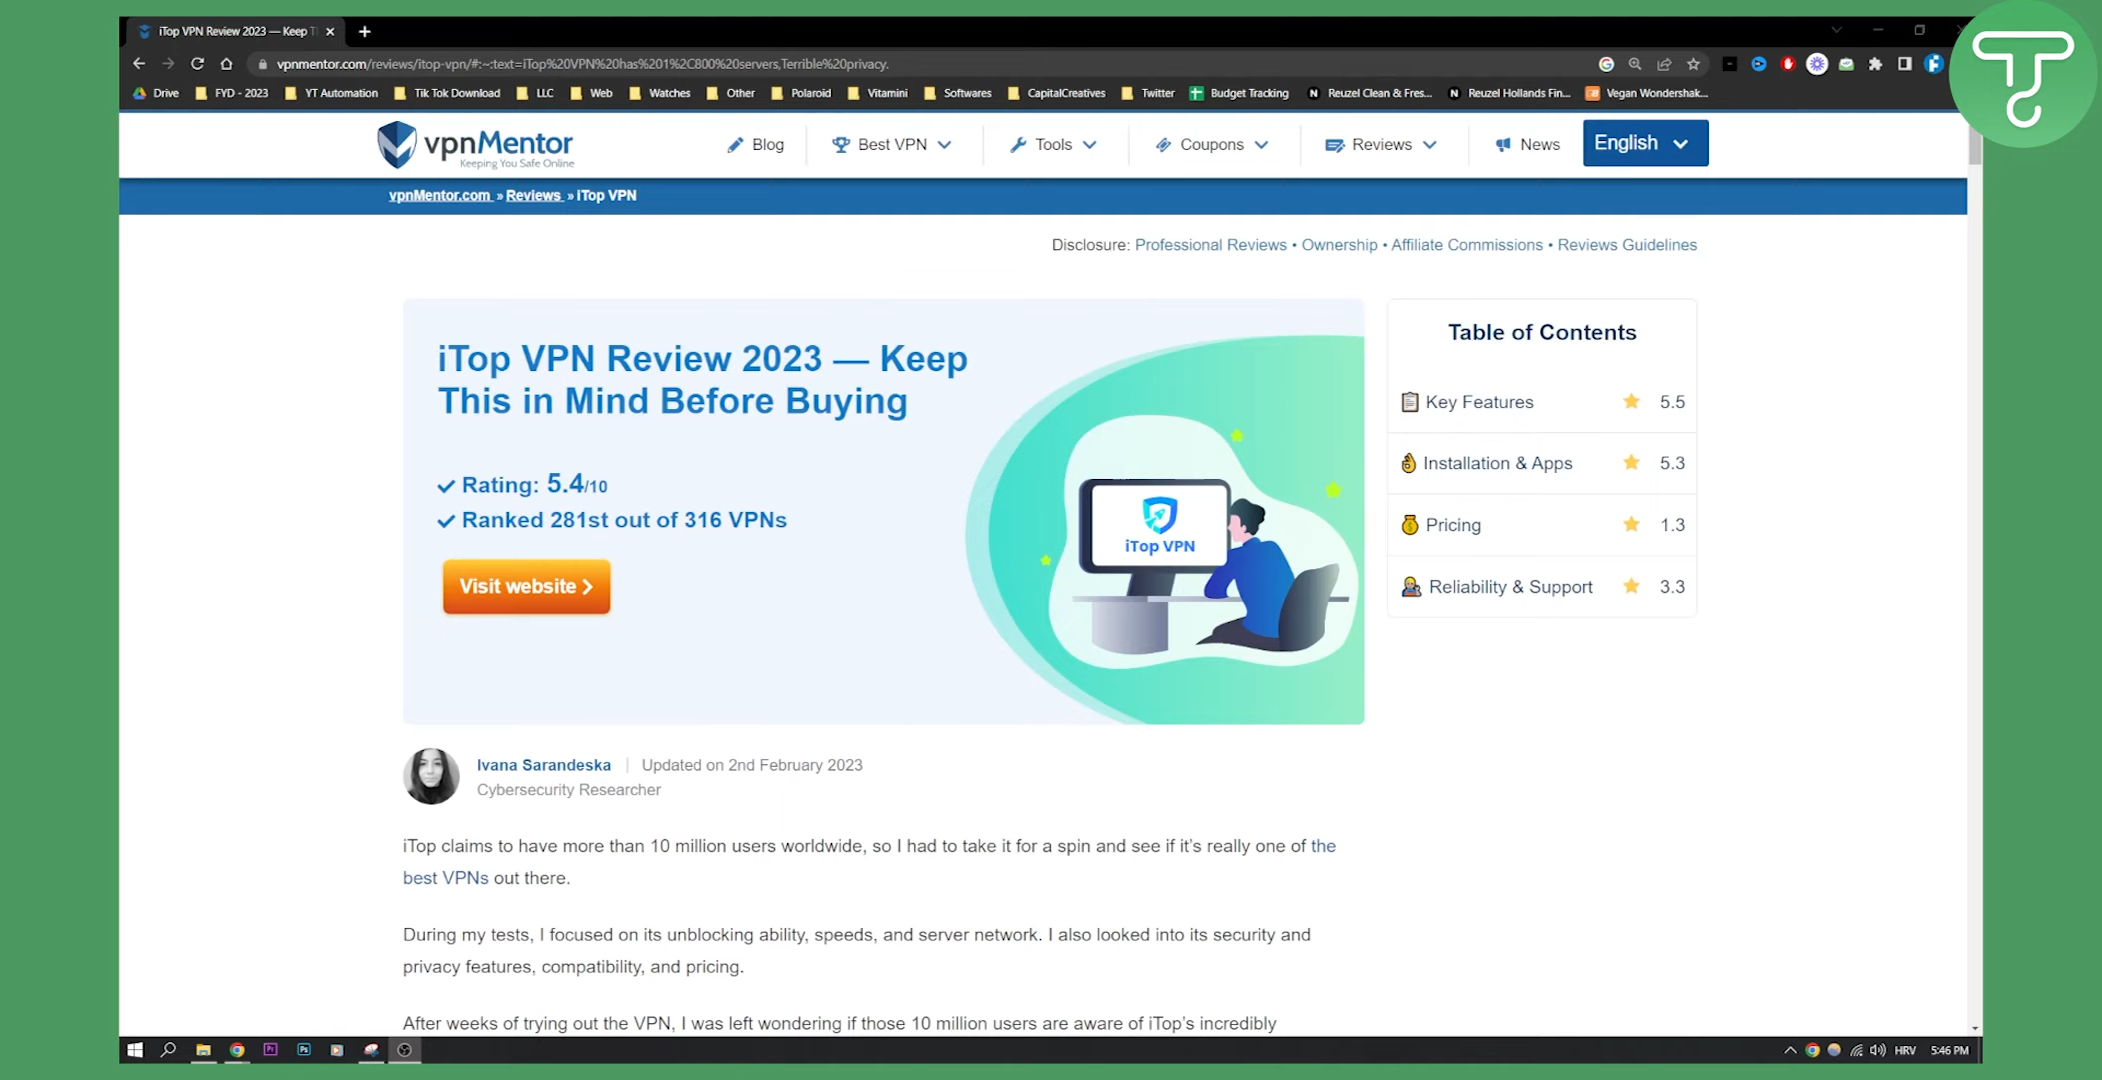 iTop VPN Review 2023 — Keep T
vpnmentor.com/reviews/itop-vpn/#:~:text=iTop%20VPN%20has%201%2C800%20servers,Terrible%20privacy.
Drive FYD - 2023 YT Automation Tik Tok Download LLC Web Watches Other Polaroid Vitamini Softwares CapitalCreatives Twitter Budget Tracking Reuzel Clean & Fres... Reuzel Hollands Fin... Vegan Wondershak...
vpnMentor
Keeping You Safe Online
Blog Best VPN Tools Coupons Reviews News English
vpnMentor.com » Reviews » iTop VPN
Disclosure: Professional Reviews • Ownership • Affiliate Commissions • Reviews Guidelines
iTop VPN Review 2023 — Keep
This in Mind Before Buying
Rating: 5.4/10
Ranked 281st out of 316 VPNs
Visit website
iTop VPN
Table of Contents
Key Features 5.5
Installation & Apps 5.3
Pricing 1.3
Reliability & Support 3.3
Ivana Sarandeska | Updated on 2nd February 2023
Cybersecurity Researcher
iTop claims to have more than 10 million users worldwide, so I had to take it for a spin and see if it's really one of the
best VPNs out there.
During my tests, I focused on its unblocking ability, speeds, and server network. I also looked into its security and
privacy features, compatibility, and pricing.
After weeks of trying out the VPN, I was left wondering if those 10 million users are aware of iTop's incredibly
HRV 5:46 PM